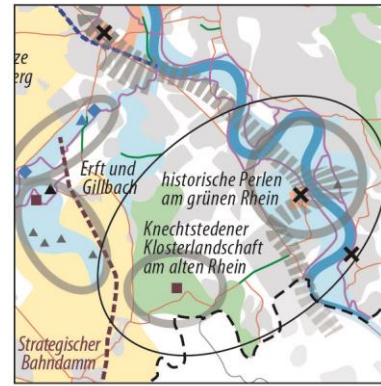 ze
erg
Erft und
Gillbach
historische Perlen
am grünen Rhein
Knechtstedener
Klosterlandschaft
am alten Rhein
Strategischer
Bahndamm